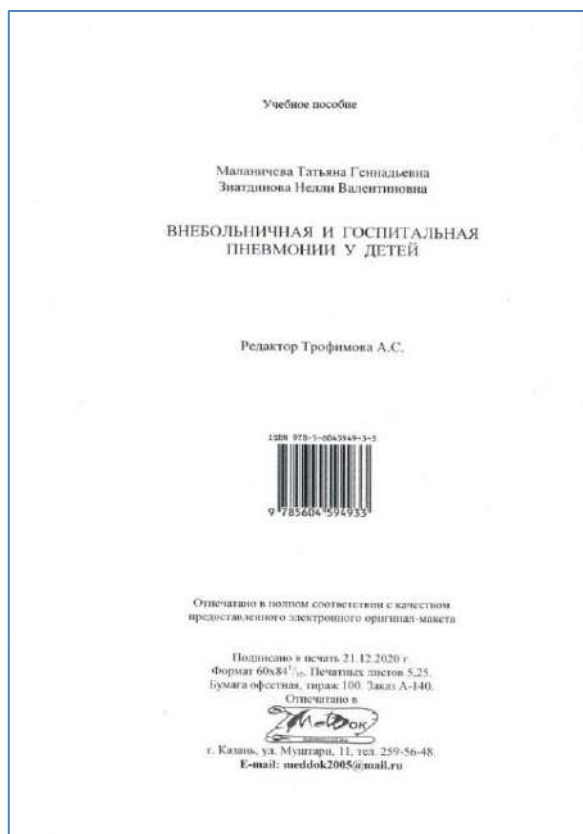 Учебное пособие
Маланичева Татьяна Геннадьевна
Зиатдинова Нелли Валентиновна
ВНЕБОЛЬНИЧНАЯ И ГОСПИТАЛЬНАЯ
ПНЕВМОНИИ У ДЕТЕЙ
Редактор Трофимова А.С.
ISBN 978-5-6045949-3-3
9 785604 594933
Отпечатано в полном соответствии с качеством
предоставленного электронного оригинал-макета
Подписано в печать 21.12.2020 г
Формат 60х84 1/16. Печатных листов 5,25.
Бумага офсетная, тираж 100. Заказ А-140.
Отпечатано в
MedDok
г. Казань, ул. Муштари, 11, тел. 259-56-48.
E-mail: meddok2005@mail.ru